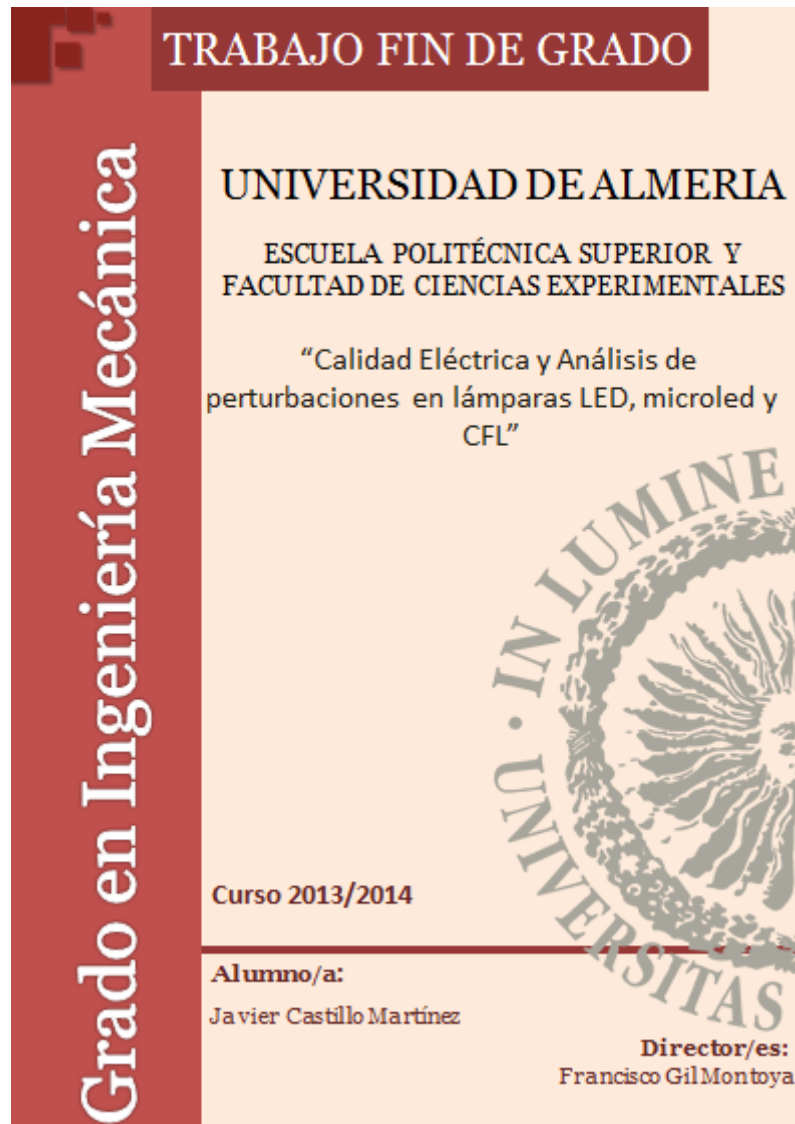 TRABAJO FIN DE GRADO
Grado en Ingeniería Mecánica
UNIVERSIDAD DE ALMERIA
ESCUELA POLITÉCNICA SUPERIOR Y
FACULTAD DE CIENCIAS EXPERIMENTALES
“Calidad Eléctrica y Análisis de
perturbaciones en lámparas LED, microled y
CFL”
UNIVERSITAS
· IN LUMINE
Curso 2013/2014
Alumno/a:
Javier Castillo Martínez
Director/es:
Francisco Gil Montoya